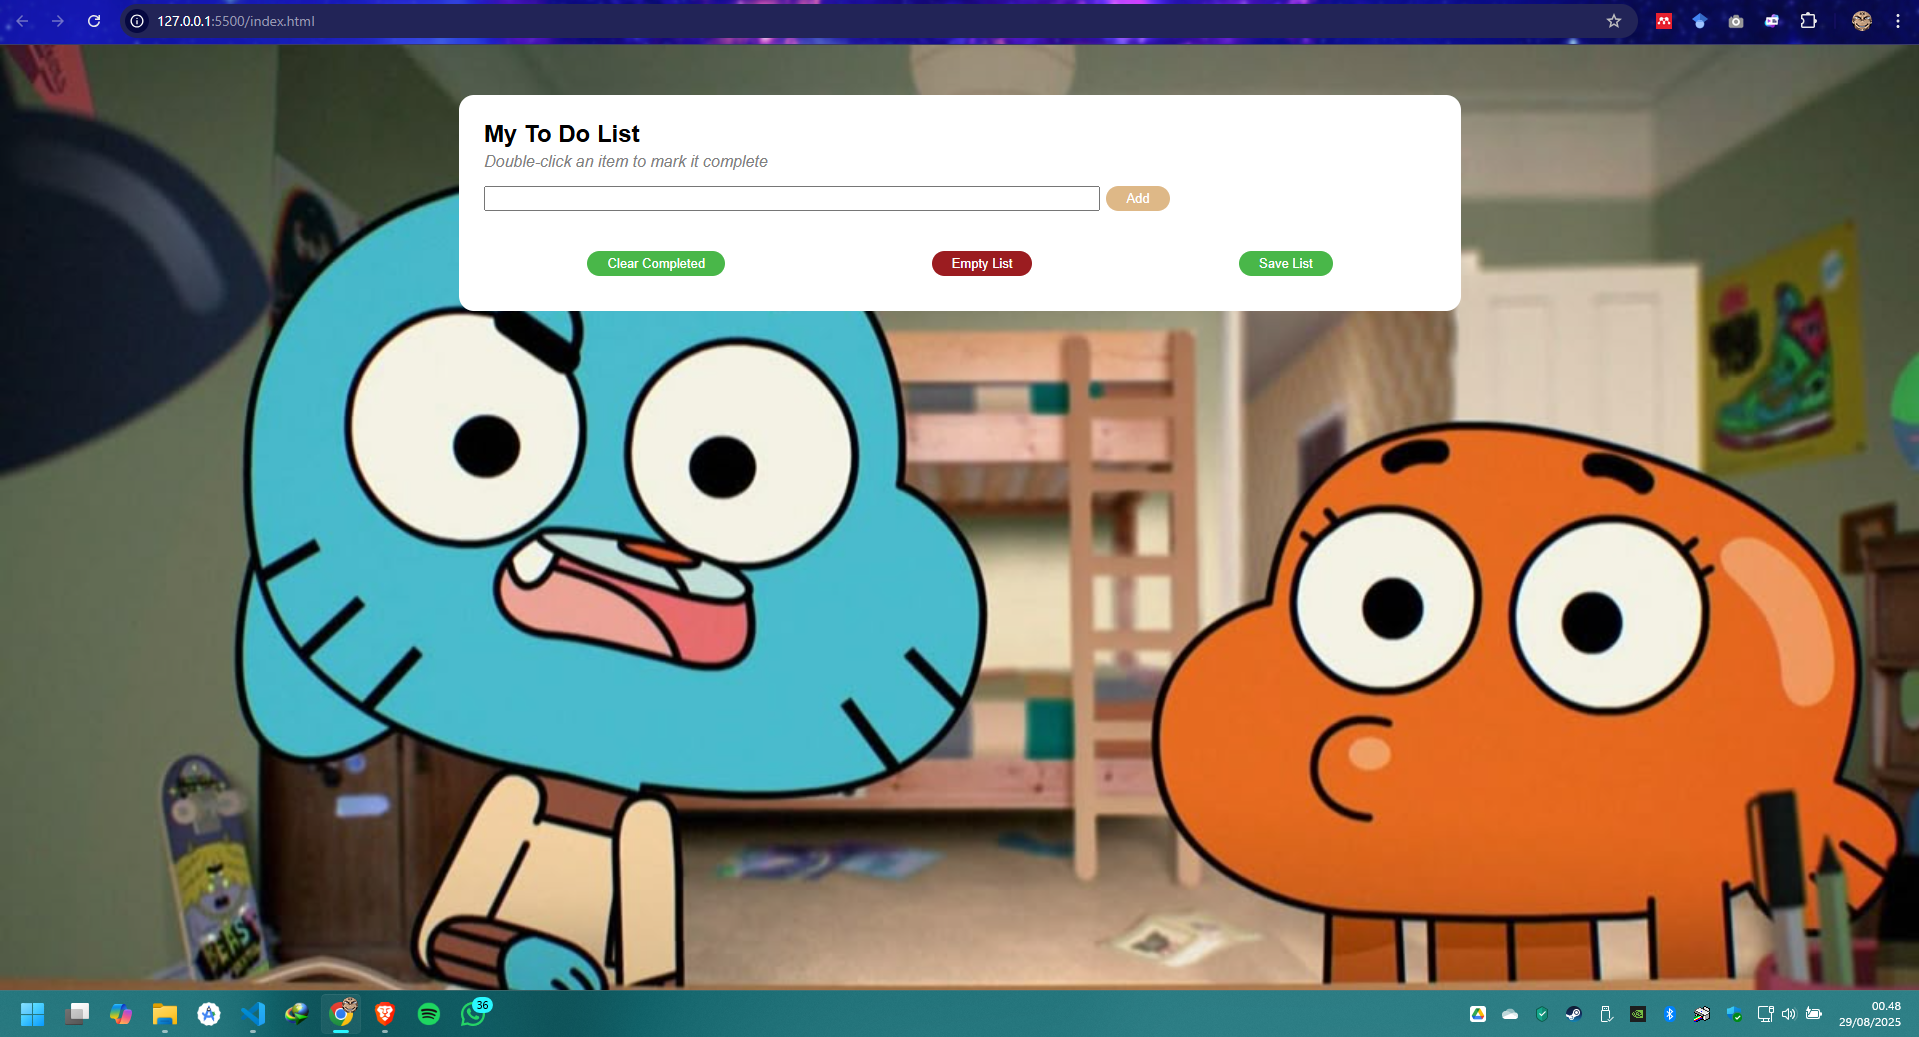 127.0.0.1:5500/index.html
My To Do List
Double-click an item to mark it complete
Add
Clear Completed
Empty List
Save List
BEAST
36
00.48
29/08/2025